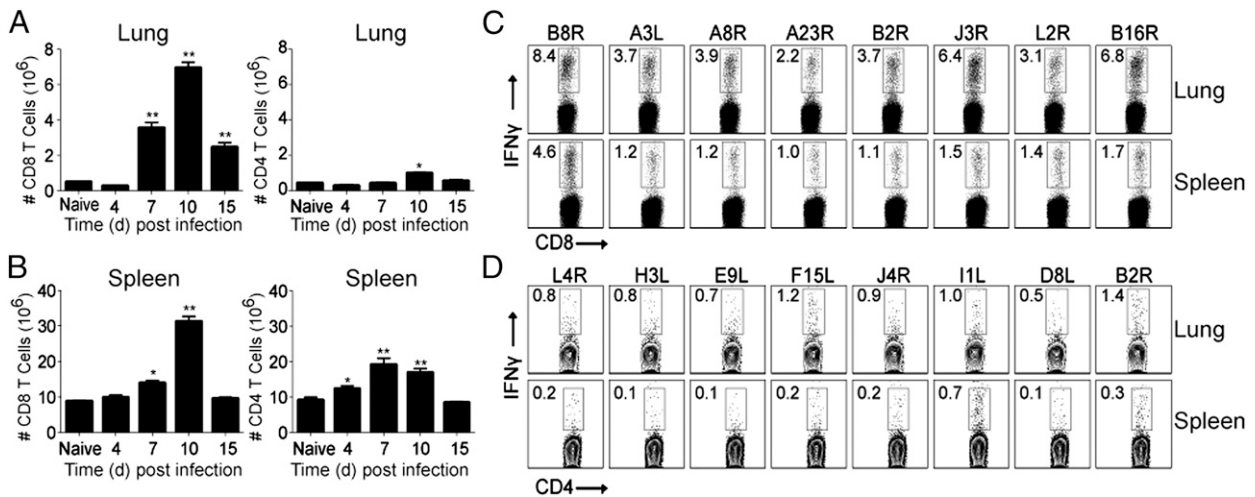 A
Lung
# CD8 T Cells (10⁶)
8
6
4
2
0
**
**
**
Naive 4 7 10 15
Time (d) post infection
Lung
# CD4 T Cells (10⁶)
8
6
4
2
0
*
Naive 4 7 10 15
Time (d) post infection
B
Spleen
# CD8 T Cells (10⁶)
40
30
20
10
0
*
**
Naive 4 7 10 15
Time (d) post infection
Spleen
# CD4 T Cells (10⁶)
40
30
20
10
0
*
**
**
Naive 4 7 10 15
Time (d) post infection
C
B8R A3L A8R A23R B2R J3R L2R B16R
8.4 3.7 3.9 2.2 3.7 6.4 3.1 6.8
Lung
4.6 1.2 1.2 1.0 1.1 1.5 1.4 1.7
Spleen
IFNγ
CD8
D
L4R H3L E9L F15L J4R I1L D8L B2R
0.8 0.8 0.7 1.2 0.9 1.0 0.5 1.4
Lung
0.2 0.1 0.1 0.2 0.2 0.7 0.1 0.3
Spleen
IFNγ
CD4